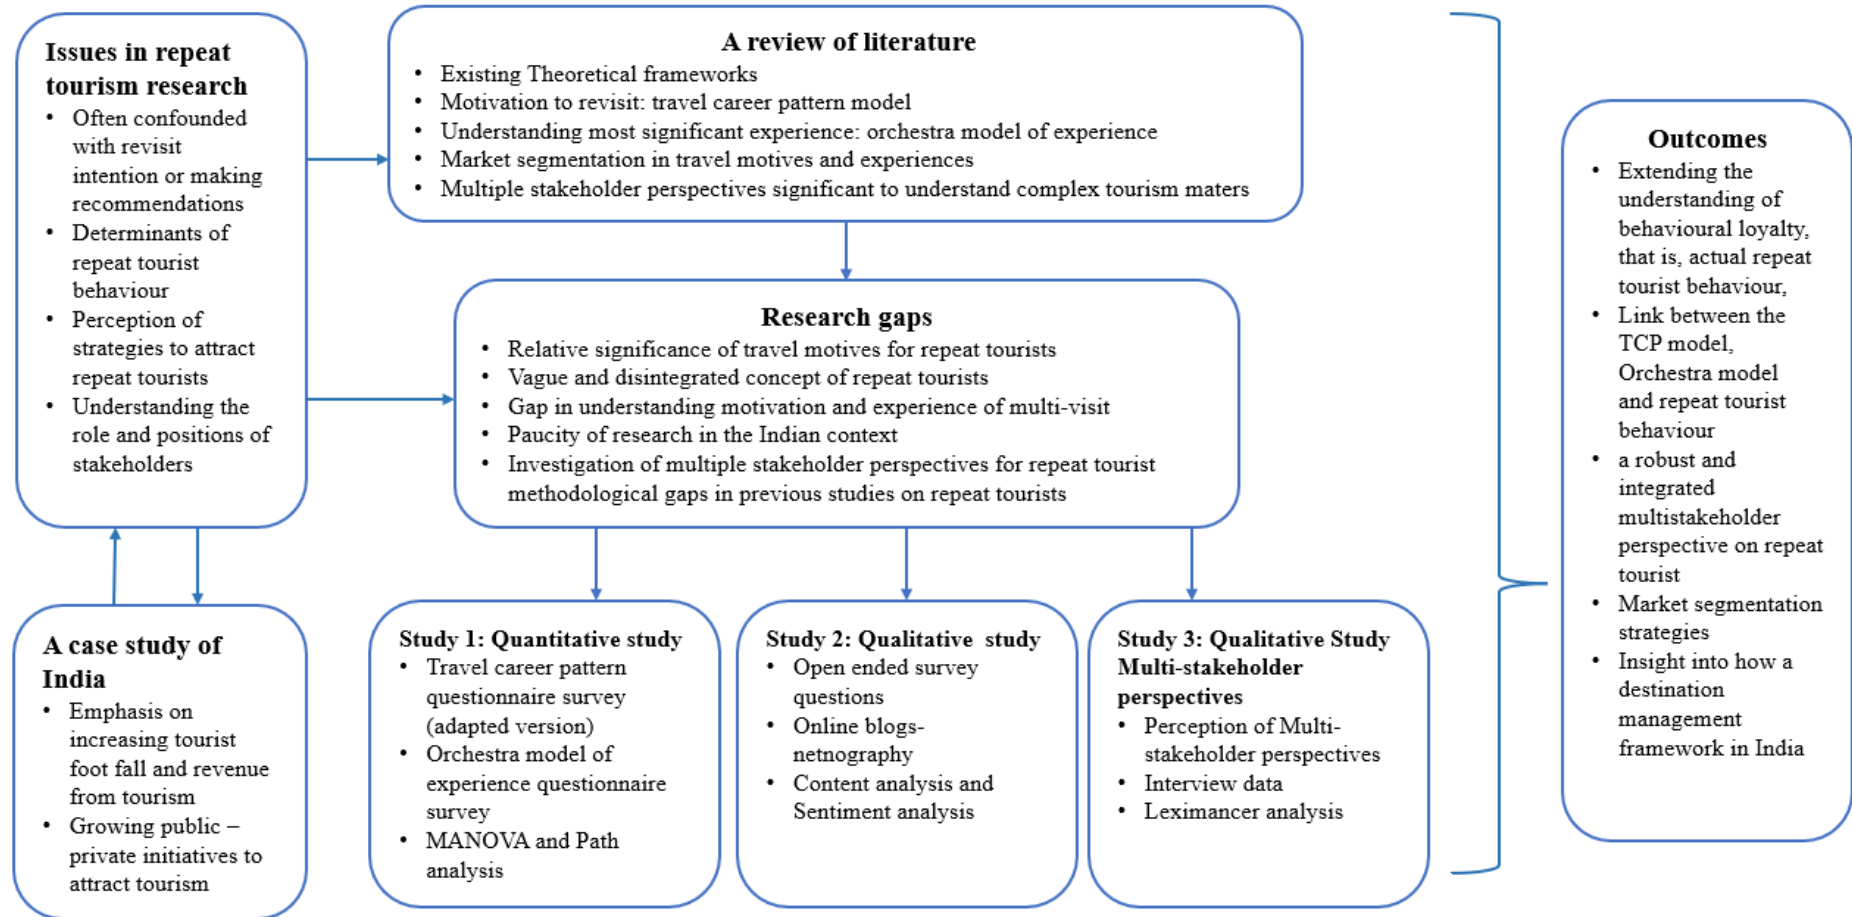 Issues in repeat
tourism research
• Often confounded
with revisit
intention or making
recommendations
• Determinants of
repeat tourist
behaviour
• Perception of
strategies to attract
repeat tourists
• Understanding the
role and positions of
stakeholders
A case study of
India
• Emphasis on
increasing tourist
foot fall and revenue
from tourism
• Growing public –
private initiatives to
attract tourism
A review of literature
• Existing Theoretical frameworks
• Motivation to revisit: travel career pattern model
• Understanding most significant experience: orchestra model of experience
• Market segmentation in travel motives and experiences
• Multiple stakeholder perspectives significant to understand complex tourism maters
Research gaps
• Relative significance of travel motives for repeat tourists
• Vague and disintegrated concept of repeat tourists
• Gap in understanding motivation and experience of multi-visit
• Paucity of research in the Indian context
• Investigation of multiple stakeholder perspectives for repeat tourist
methodological gaps in previous studies on repeat tourists
Study 1: Quantitative study
• Travel career pattern
questionnaire survey
(adapted version)
• Orchestra model of
experience questionnaire
survey
• MANOVA and Path
analysis
Study 2: Qualitative study
• Open ended survey
questions
• Online blogs-
netnography
• Content analysis and
Sentiment analysis
Study 3: Qualitative Study
Multi-stakeholder
perspectives
• Perception of Multi-
stakeholder perspectives
• Interview data
• Leximancer analysis
Outcomes
• Extending the
understanding of
behavioural loyalty,
that is, actual repeat
tourist behaviour,
• Link between the
TCP model,
Orchestra model
and repeat tourist
behaviour
• a robust and
integrated
multistakeholder
perspective on repeat
tourist
• Market segmentation
strategies
• Insight into how a
destination
management
framework in India